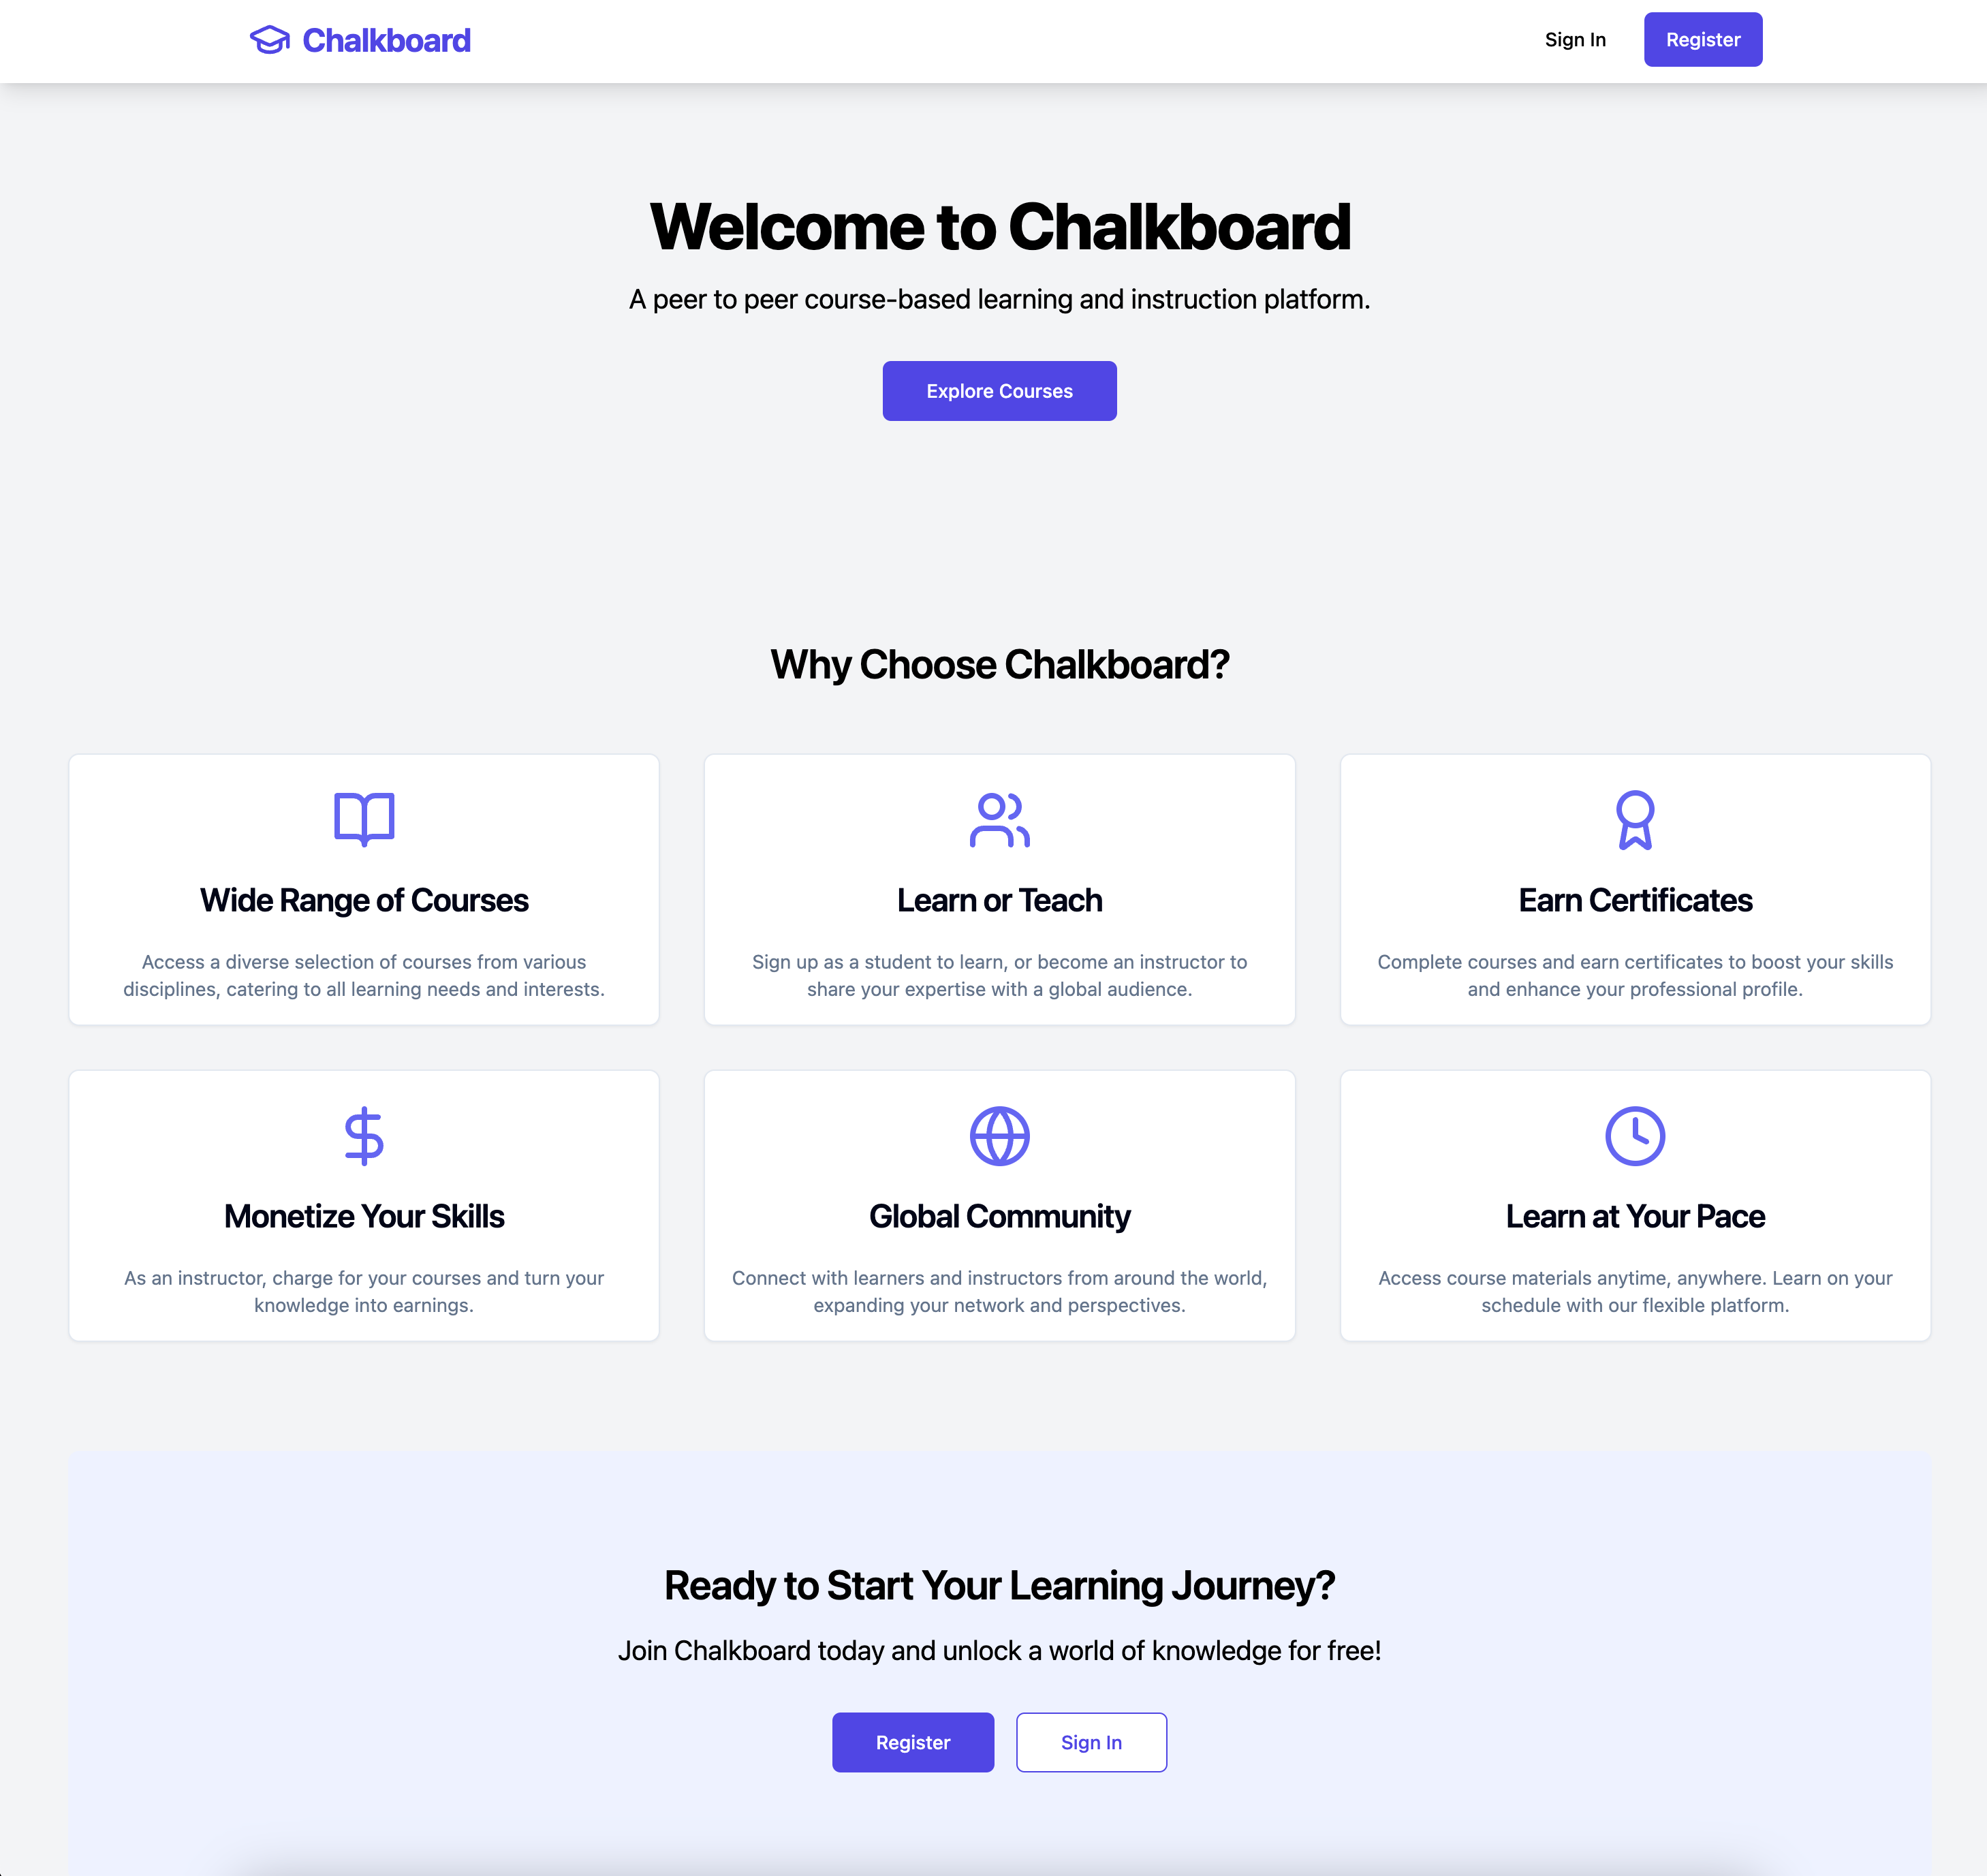 Chalkboard
Sign In
Register
Welcome to Chalkboard
A peer to peer course-based learning and instruction platform.
Explore Courses
Why Choose Chalkboard?
Wide Range of Courses
Access a diverse selection of courses from various
disciplines, catering to all learning needs and interests.
Learn or Teach
Sign up as a student to learn, or become an instructor to
share your expertise with a global audience.
Earn Certificates
Complete courses and earn certificates to boost your skills
and enhance your professional profile.
Monetize Your Skills
As an instructor, charge for your courses and turn your
knowledge into earnings.
Global Community
Connect with learners and instructors from around the world,
expanding your network and perspectives.
Learn at Your Pace
Access course materials anytime, anywhere. Learn on your
schedule with our flexible platform.
Ready to Start Your Learning Journey?
Join Chalkboard today and unlock a world of knowledge for free!
Register
Sign In